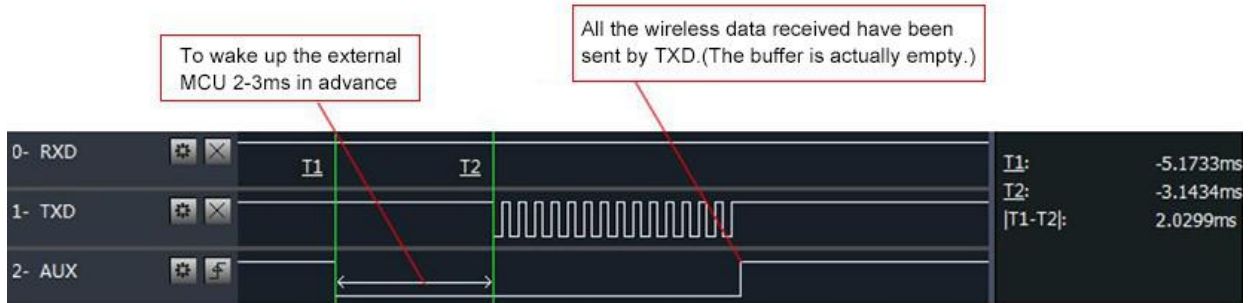 All the wireless data received have been
sent by TXD.(The buffer is actually empty.)
To wake up the external
MCU 2-3ms in advance
0- RXD
T1
T2
T1: -5.1733ms
T2: -3.1434ms
|T1-T2|: 2.0299ms
1- TXD
2- AUX